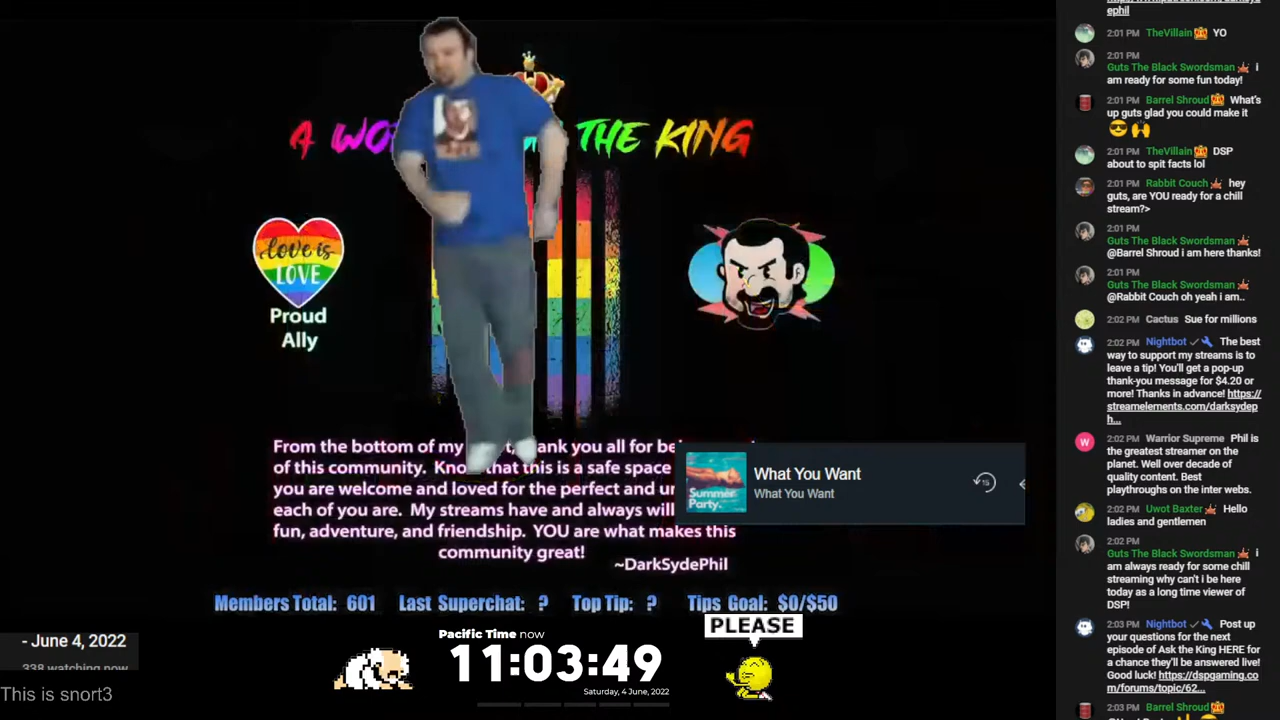 A WO THE KING
love is
LOVE
Proud
Ally
From the bottom of my
of this community.
that this is a safe space
you are welcome and loved for the perfect and
each of you are. My streams have and always will
fun, adventure, and friendship. YOU are what makes this
community great!
~DarkSydePhil
Summer
Party.
What You Want
What You Want
15
Members Total: 601 Last Superchat: ? Top Tip: ? Tips Goal: $0/$50
PLEASE
- June 4, 2022
338 watching now
This is snort3
Pacific Time now
11:03:49
Saturday, 4 June, 2022
ephil
2:01 PM TheVillain YO
2:01 PM
Guts The Black Swordsman i
am ready for some fun today!
2:01 PM Barrel Shroud What's
up guts glad you could make it
2:01 PM TheVillain DSP
about to spit facts lol
2:01 PM Rabbit Couch hey
guys, are YOU ready for a chill
stream?>
2:01 PM
Guts The Black Swordsman
@Barrel Shroud i am here thanks!
2:01 PM
Guts The Black Swordsman
@Rabbit Couch oh yeah i am..
2:02 PM Cactus Sue for millions
2:02 PM Nightbot The best
way to support my streams is to
leave a tip! You'll get a pop-up
thank-you message for $4.20 or
more! Thanks in advance! https://
streamelements.com/darksydep
h...
W
2:02 PM Warrior Supreme Phil is
the greatest streamer on the
planet. Well over decade of
quality content. Best
playthroughs on the inter webs.
2:02 PM Uwot Baxter Hello
ladies and gentlemen
2:02 PM
Guts The Black Swordsman i
am always ready for some chill
streaming why can't i be here
today as a long time viewer of
DSP!
2:03 PM Nightbot Post up
your questions for the next
episode of Ask the King HERE for
a chance they'll be answered live!
Good luck! https://dspgaming.co
m/forums/topic/62...
2:03 PM Barrel Shroud